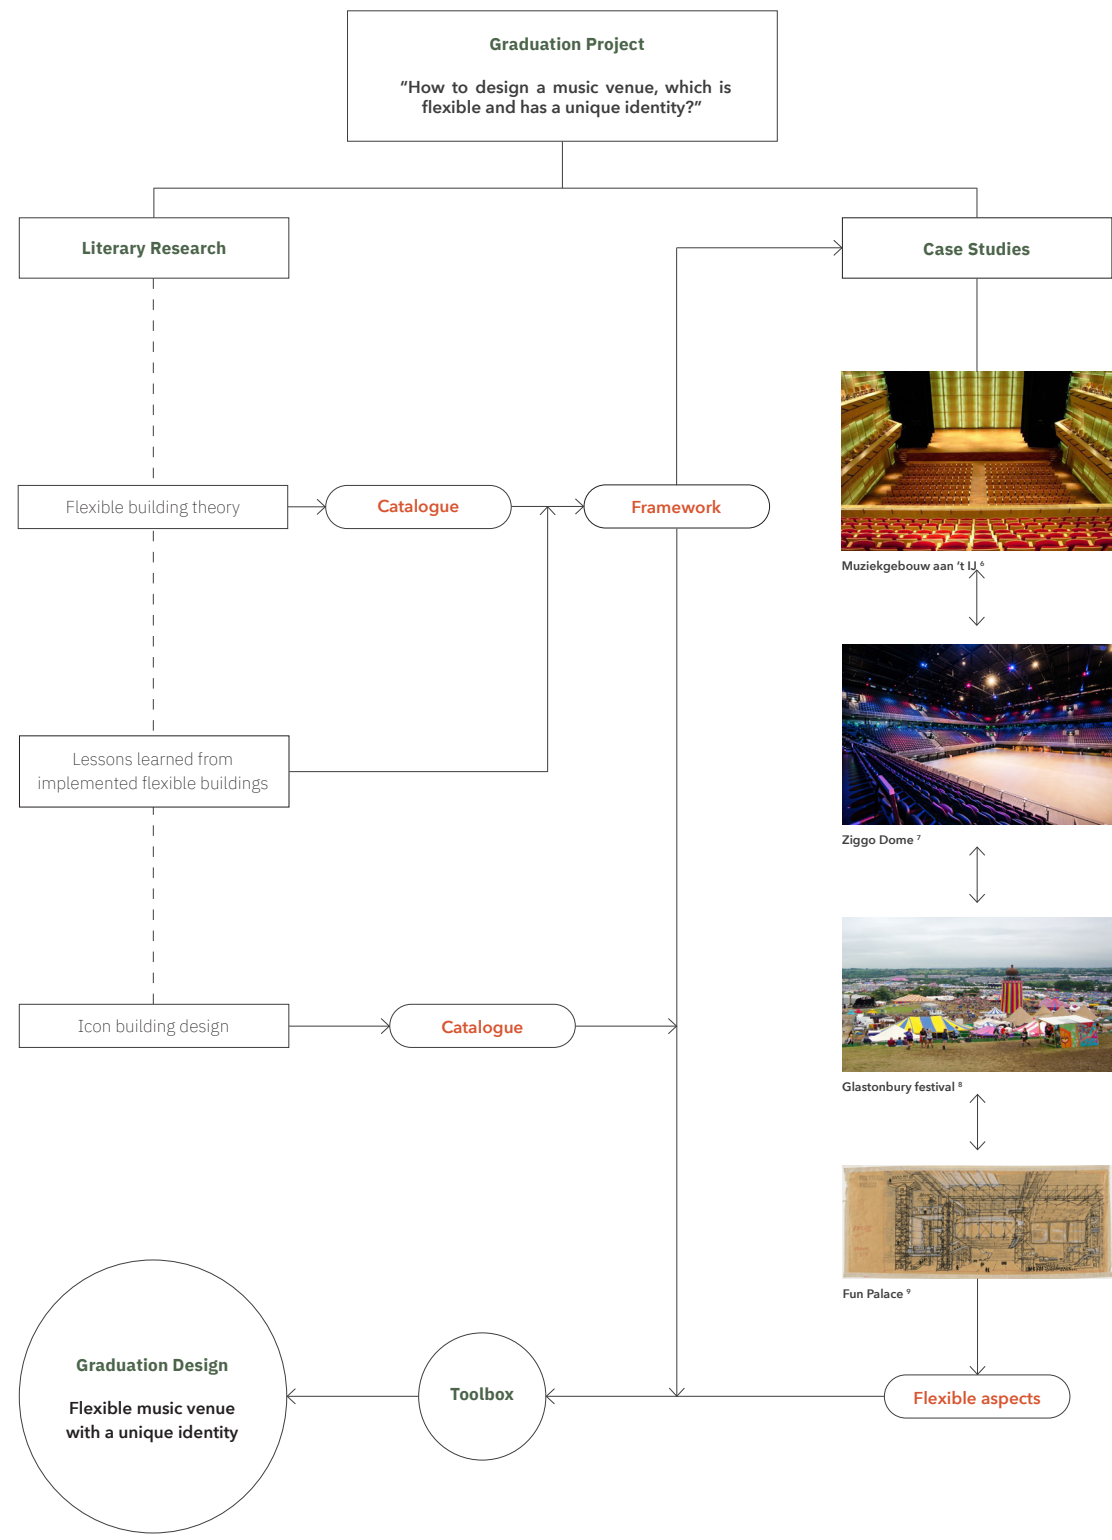 Graduation Project
“How to design a music venue, which is
flexible and has a unique identity?”
Literary Research
Case Studies
Flexible building theory
Catalogue
Framework
Muziekgebouw aan ‘t IJ 6
Lessons learned from
implemented flexible buildings
Ziggo Dome 7
Icon building design
Catalogue
Glastonbury festival 8
Fun Palace 9
Graduation Design
Flexible music venue
with a unique identity
Toolbox
Flexible aspects